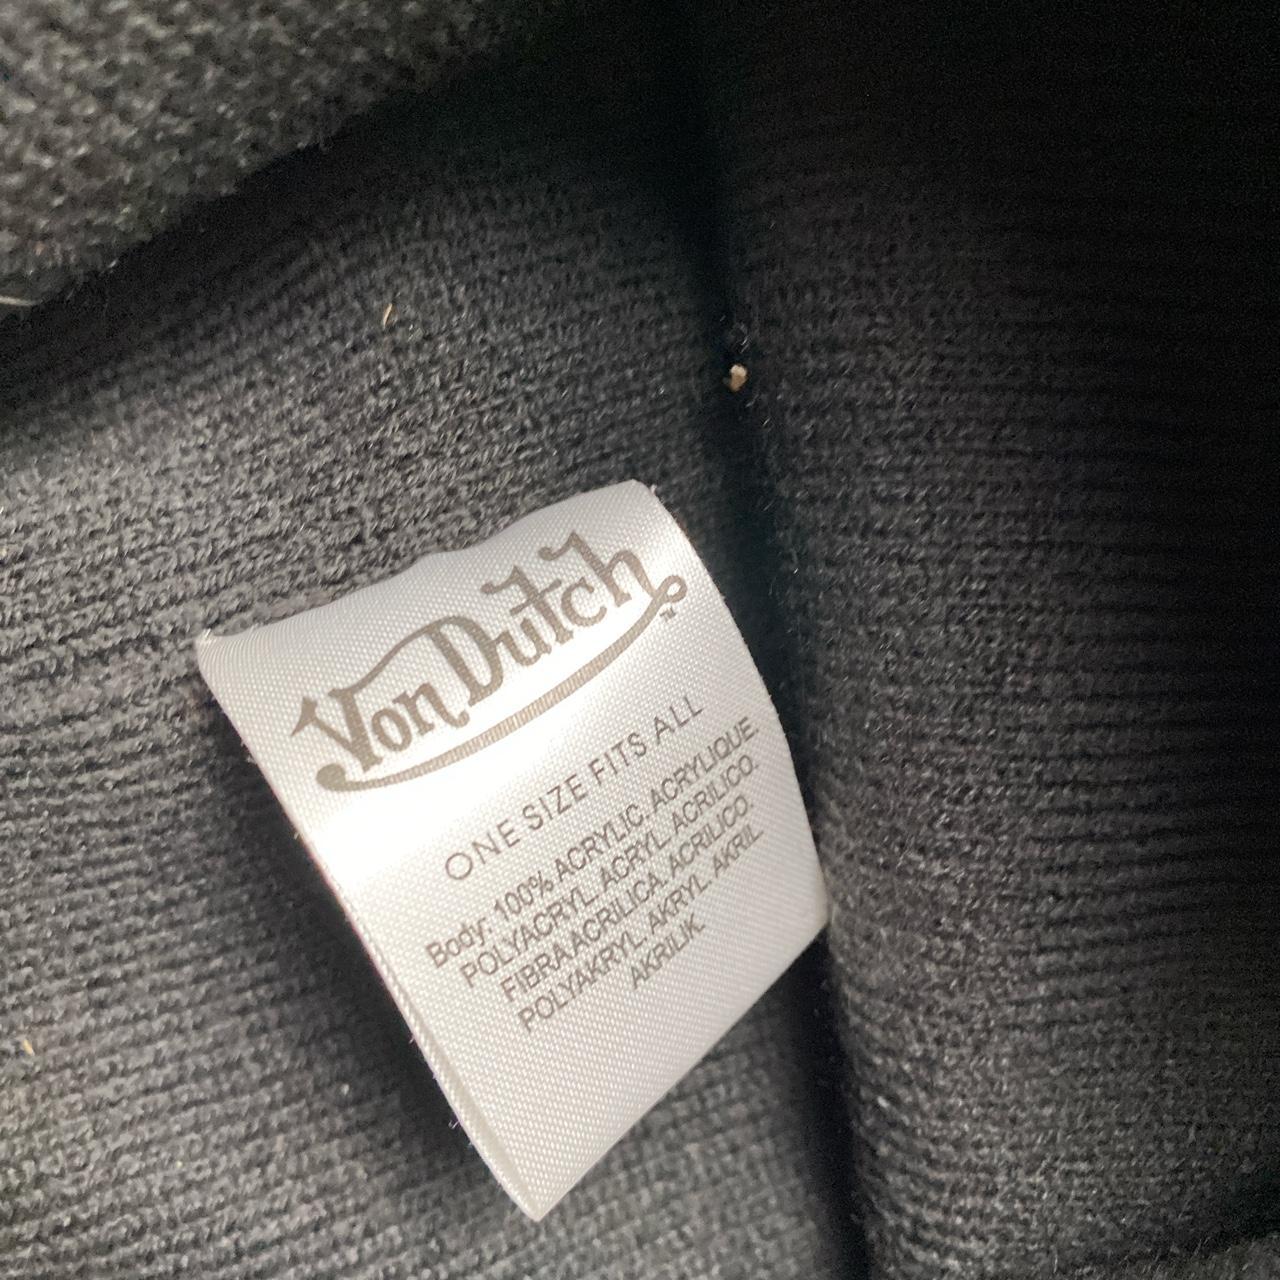 Von Dutch™
ONE SIZE FITS ALL
Body: 100% ACRYLIC. ACRYLIQUE.
POLYACRYL. ACRYL. ACRILICO.
FIBRA ACRILICA. ACRILICO.
POLYAKRYL. AKRYL. AKRIL.
AKRILIK.